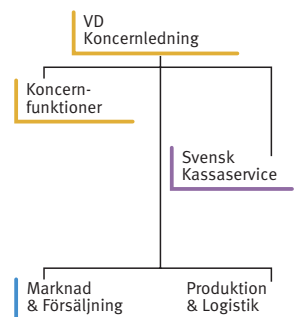 VD
Koncernledning
Koncern-
funktioner
Svensk
Kassaservice
Marknad
& Försäljning
Produktion
& Logistik